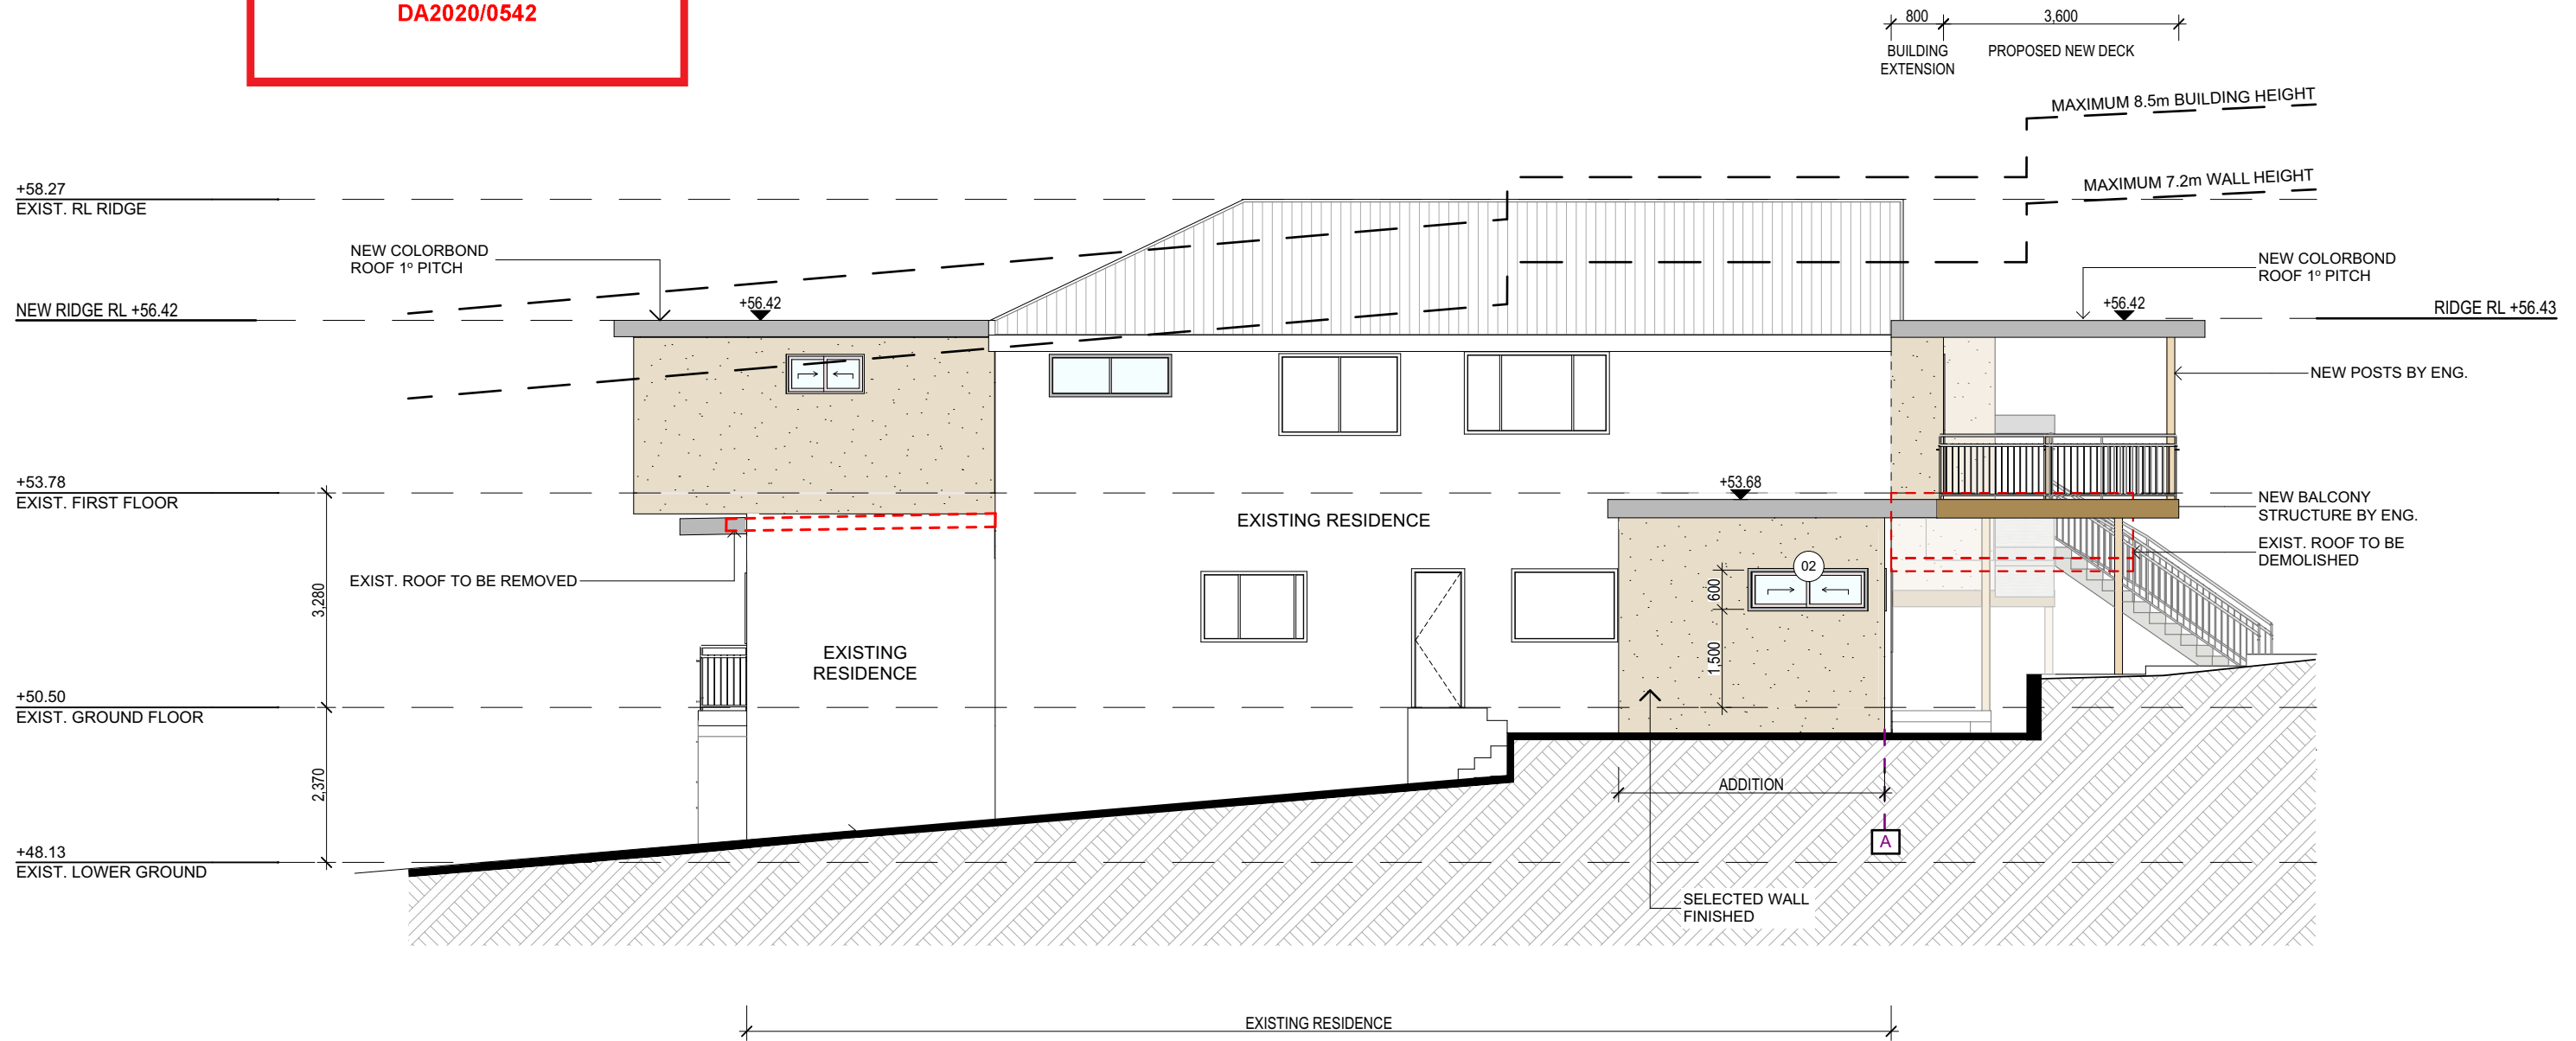 DA2020/0542
800
3,600
BUILDING
EXTENSION
PROPOSED NEW DECK
MAXIMUM 8.5m BUILDING HEIGHT
MAXIMUM 7.2m WALL HEIGHT
+58.27
EXIST. RL RIDGE
NEW COLORBOND
ROOF 1º PITCH
NEW COLORBOND
ROOF 1º PITCH
NEW RIDGE RL +56.42
+56.42
+56.42
RIDGE RL +56.43
NEW POSTS BY ENG.
+53.78
EXIST. FIRST FLOOR
+53.68
EXISTING RESIDENCE
NEW BALCONY
STRUCTURE BY ENG.
EXIST. ROOF TO BE
DEMOLISHED
EXIST. ROOF TO BE REMOVED
02
600
3,280
1,500
EXISTING
RESIDENCE
+50.50
EXIST. GROUND FLOOR
2,370
ADDITION
A
+48.13
EXIST. LOWER GROUND
SELECTED WALL
FINISHED
EXISTING RESIDENCE